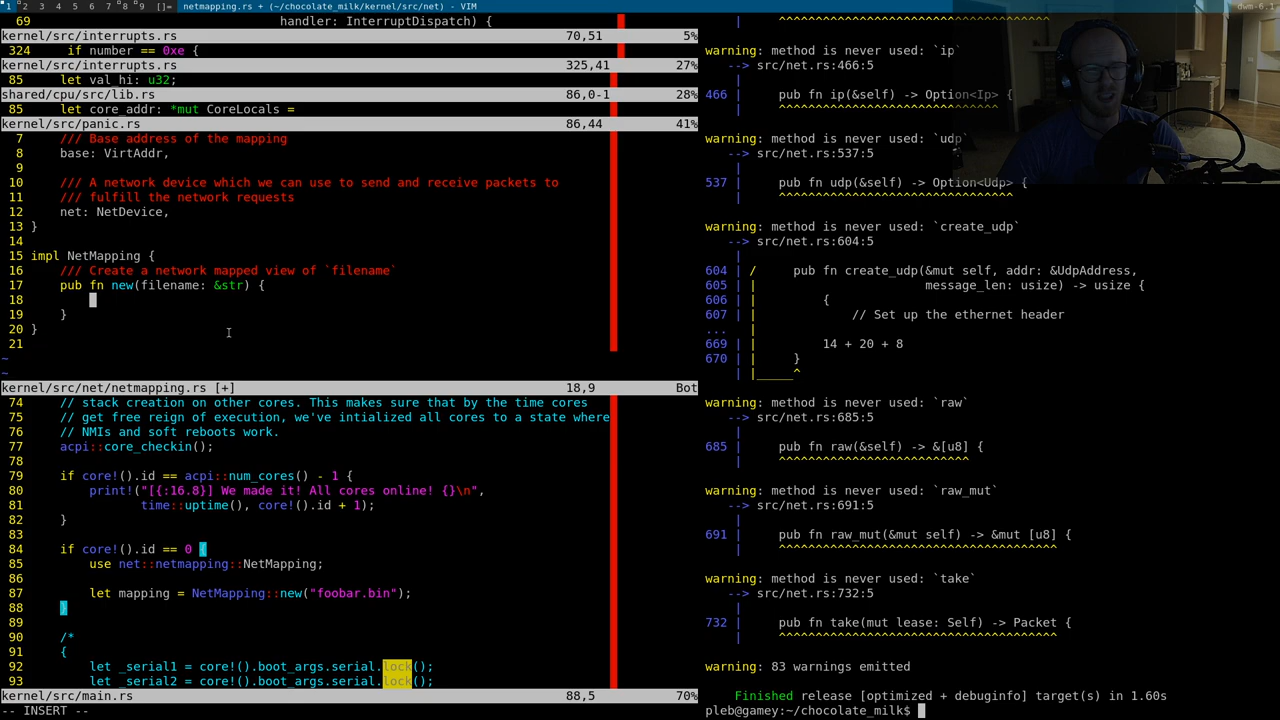 1 2 3 4 5 6 7 8 9 []= netmapping.rs + (~/chocolate_milk/kernel/src/net) - VIM dwm-6.1
69 handler: InterruptDispatch) {
kernel/src/interrupts.rs 70,51 5%
324 if number == 0xe {
kernel/src/interrupts.rs 325,41 27%
85 let val_hi: u32;
shared/cpu/src/lib.rs 86,0-1 28%
85 let core_addr: *mut CoreLocals =
kernel/src/panic.rs 86,44 41%
7 /// Base address of the mapping
8 base: VirtAddr,
9
10 /// A network device which we can use to send and receive packets to
11 /// fulfill the network requests
12 net: NetDevice,
13 }
14
15 impl NetMapping {
16 /// Create a network mapped view of `filename`
17 pub fn new(filename: &str) {
18
19 }
20 }
21
~
~
kernel/src/net/netmapping.rs [+] 18,9 Bot
74 // stack creation on other cores. This makes sure that by the time cores
75 // get free reign of execution, we've intialized all cores to a state where
76 // NMIs and soft reboots work.
77 acpi::core_checkin();
78
79 if core!().id == acpi::num_cores() - 1 {
80 print!("[{:16.8}] We made it! All cores online! {}\n",
81 time::uptime(), core!().id + 1);
82 }
83
84 if core!().id == 0 {
85 use net::netmapping::NetMapping;
86
87 let mapping = NetMapping::new("foobar.bin");
88 }
89
90 /*
91 {
92 let _serial1 = core!().boot_args.serial.lock();
93 let _serial2 = core!().boot_args.serial.lock();
kernel/src/main.rs 88,5 70%
-- INSERT --
| ^^^^^^^^^^^^^^^^^^^^^^^^^^^^^^^^^^^^^
warning: method is never used: `ip`
--> src/net.rs:466:5
|
466 | pub fn ip(&self) -> Option<Ip> {
| ^^^^^^^^^^^^^^^^^^^^^^^^^^^^^^
warning: method is never used: `udp`
--> src/net.rs:537:5
|
537 | pub fn udp(&self) -> Option<Udp> {
| ^^^^^^^^^^^^^^^^^^^^^^^^^^^^^^^^
warning: method is never used: `create_udp`
--> src/net.rs:604:5
|
604 | / pub fn create_udp(&mut self, addr: &UdpAddress,
605 | | message_len: usize) -> usize {
606 | | {
607 | | // Set up the ethernet header
... |
669 | | 14 + 20 + 8
670 | | }
| |_____^
warning: method is never used: `raw`
--> src/net.rs:685:5
|
685 | pub fn raw(&self) -> &[u8] {
| ^^^^^^^^^^^^^^^^^^^^^^^^^^
warning: method is never used: `raw_mut`
--> src/net.rs:691:5
|
691 | pub fn raw_mut(&mut self) -> &mut [u8] {
| ^^^^^^^^^^^^^^^^^^^^^^^^^^^^^^^^^^^^^^
warning: method is never used: `take`
--> src/net.rs:732:5
|
732 | pub fn take(mut lease: Self) -> Packet {
| ^^^^^^^^^^^^^^^^^^^^^^^^^^^^^^^^^^^^^^
warning: 83 warnings emitted
Finished release [optimized + debuginfo] target(s) in 1.60s
pleb@gamey:~/chocolate_milk$